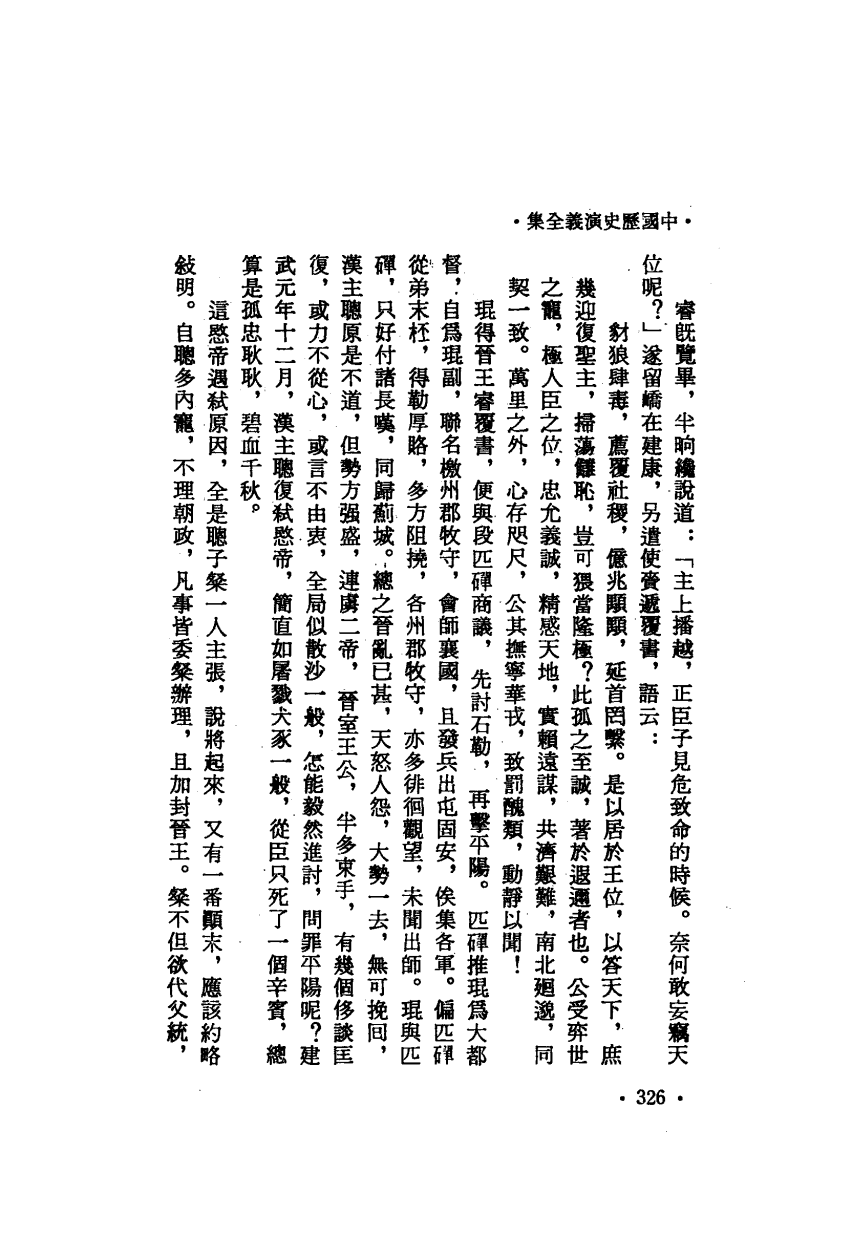 ·中國歷史演義全集·
睿既覽畢，半晌纔說道：「主上播越，正臣子見危致命的時候。奈何敢妄竊天
位呢？」遂留嶠在建康，另遣使賫遞覆書，語云：
豺狼肆毒，薦覆社稷，億兆顒顒，延首罔繫。是以居於王位，以答天下，庶
幾迎復聖主，掃蕩讎恥，豈可猥當隆極？此孤之至誠，著於遐邇者也。公受弈世
之寵，極人臣之位，忠允義誠，精感天地，實賴遠謀，共濟艱難，南北迴邈，同
契一致。萬里之外，心存咫尺，公其撫寧華戎，致罰醜類，動靜以聞！
琨得晉王睿覆書，便與段匹磾商議，先討石勒，再擊平陽。匹磾推琨爲大都
督，自爲琨副，聯名檄州郡牧守，會師襄國，且發兵出屯固安，俟集各軍。偏匹磾
從弟末柸，得勒厚賂，多方阻撓，各州郡牧守，亦多徘徊觀望，未聞出師。琨與匹
磾，只好付諸長嘆，同歸薊城。總之晉亂已甚，天怒人怨，大勢一去，無可挽回，
漢主聰原是不道，但勢方强盛，連虜二帝，晉室王公，半多束手，有幾個侈談匡
復，或力不從心，或言不由衷，全局似散沙一般，怎能毅然進討，問罪平陽呢？建
武元年十二月，漢主聰復弒愍帝，簡直如屠戮犬豕一般，從臣只死了一個辛賓，總
算是孤忠耿耿，碧血千秋。
這愍帝遇弒原因，全是聰子粲一人主張，說將起來，又有一番顚末，應該約略
敍明。自聰多內寵，不理朝政，凡事皆委粲辦理，且加封晉王。粲不但欲代父統，
·326·